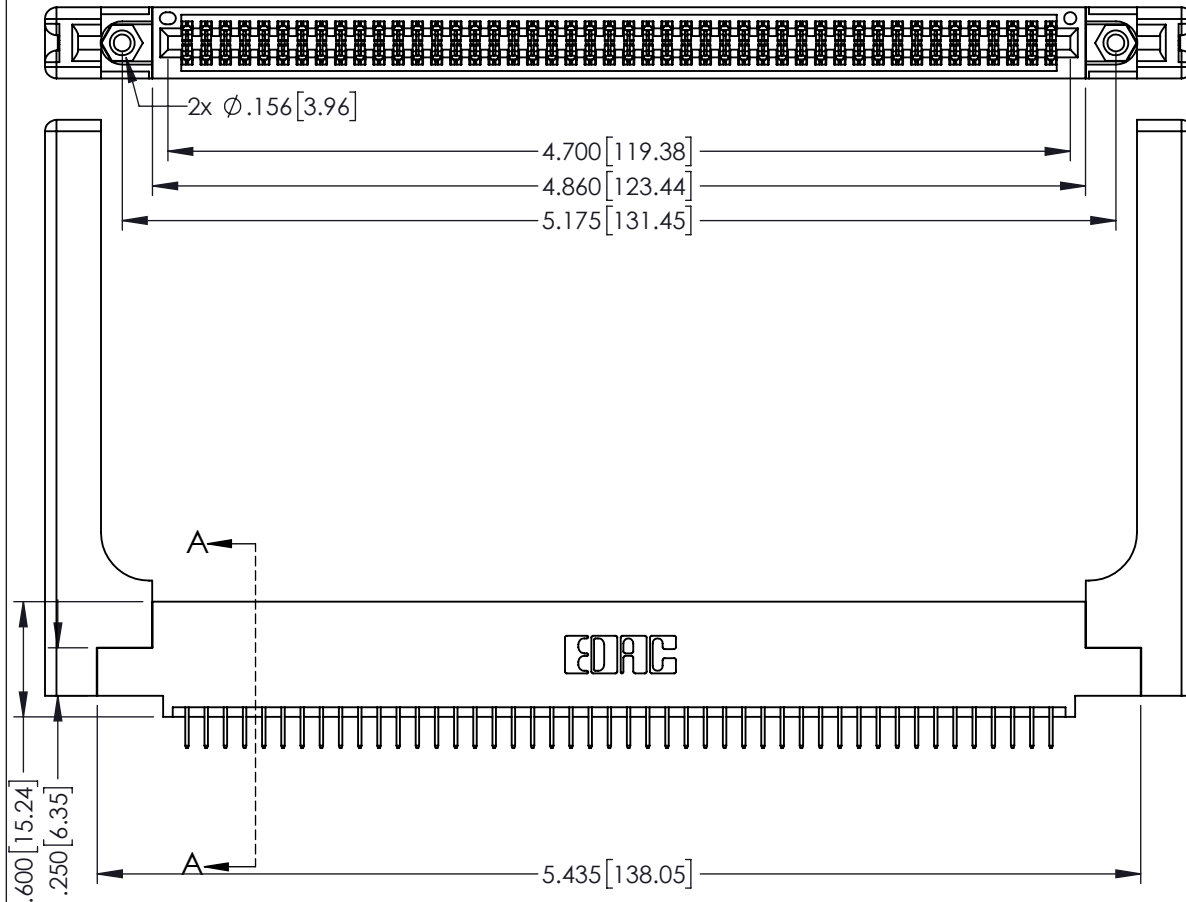 2x Ø.156[3.96]
4.700[119.38]
4.860[123.44]
5.175[131.45]
A
EDAC
.600[15.24]
.250[6.35]
A
5.435[138.05]